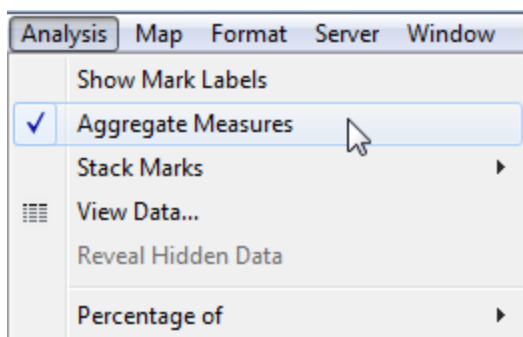 Analysis Map Format Server Window
Show Mark Labels
Aggregate Measures
Stack Marks
View Data...
Reveal Hidden Data
Percentage of